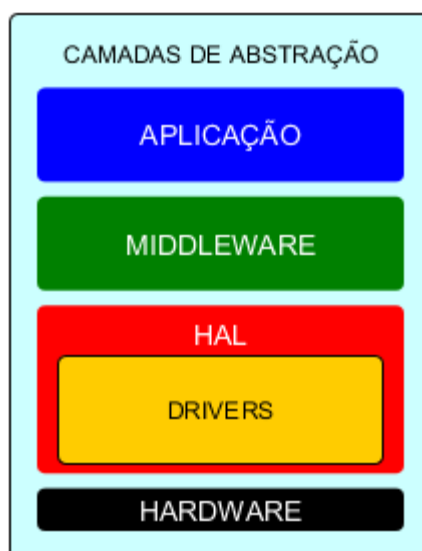 CAMADAS DE ABSTRAÇÃO
APLICAÇÃO
MIDDLEWARE
HAL
DRIVERS
HARDWARE